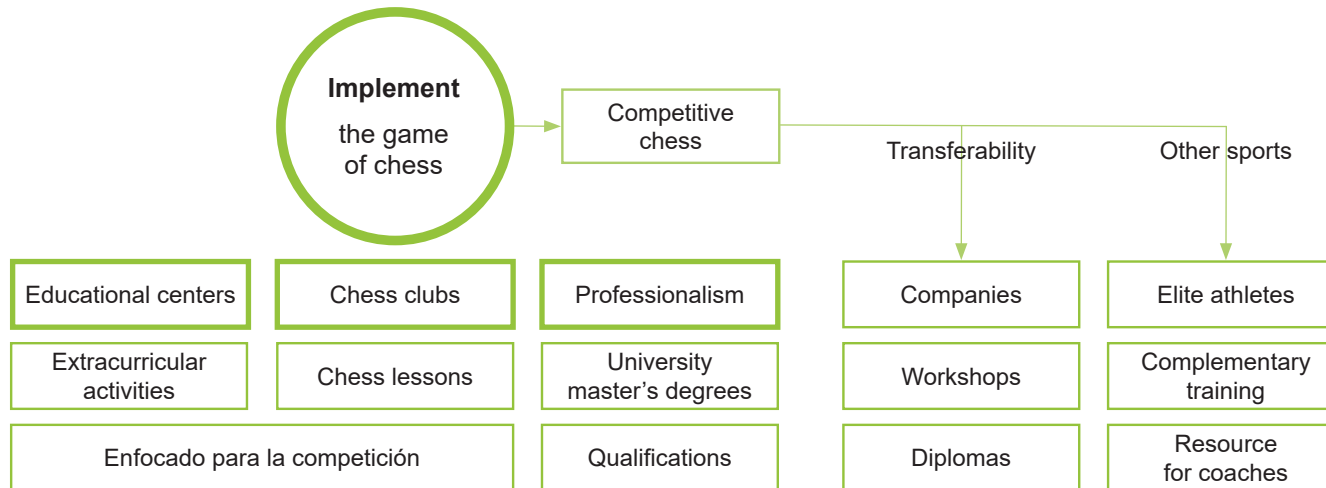 Implement
the game
of chess
Competitive
chess
Transferability
Other sports
Educational centers
Chess clubs
Professionalism
Companies
Elite athletes
Extracurricular
activities
Chess lessons
University
master’s degrees
Workshops
Complementary
training
Enfocado para la competición
Qualifications
Diplomas
Resource
for coaches